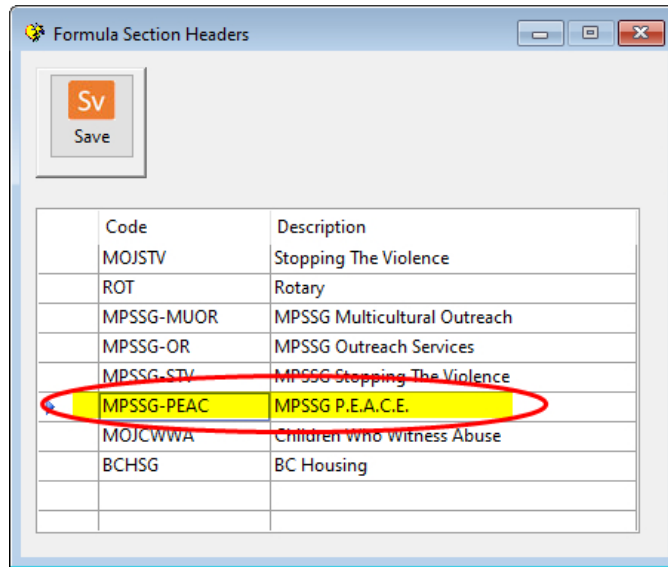 Formula Section Headers
Sv
Save
Code Description
MOJSTV Stopping The Violence
ROT Rotary
MPSSG-MUOR MPSSG Multicultural Outreach
MPSSG-OR MPSSG Outreach Services
MPSSG-STV MPSSG Stopping The Violence
MPSSG-PEAC MPSSG P.E.A.C.E.
MOJCWWA Children Who Witness Abuse
BCHSG BC Housing